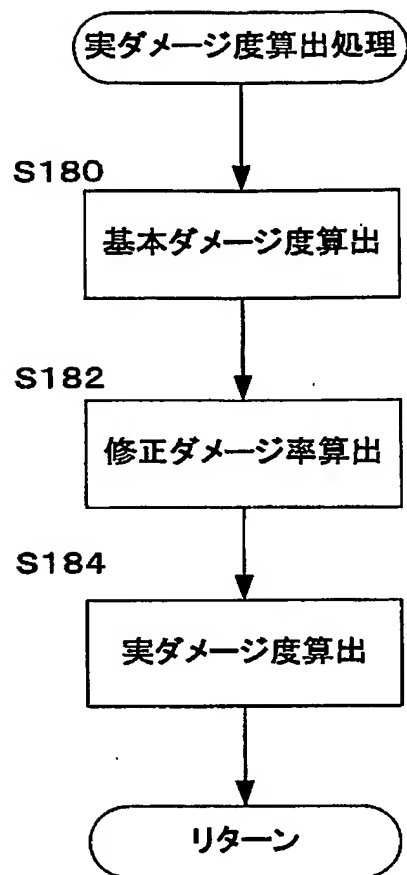 実ダメージ度算出処理
S180
基本ダメージ度算出
S182
修正ダメージ率算出
S184
実ダメージ度算出
リターン